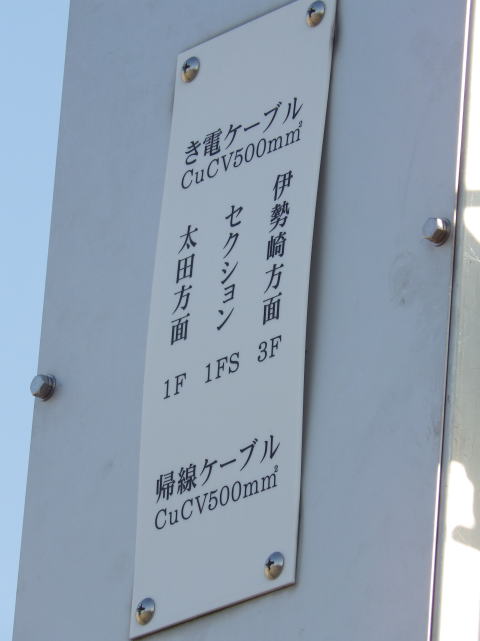 き電ケーブル
CuCV500mm²
伊勢崎方面
セクション
太田方面
1F 1FS 3F
帰線ケーブル
CuCV500mm²